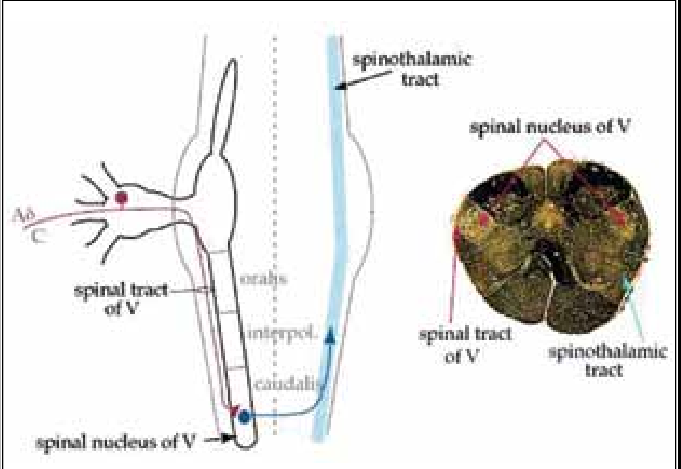 spinothalamic
tract
spinal nucleus of V
Aδ
C
spinal tract
of V
oralis
interpol.
caudalis
spinal nucleus of V
spinal tract
of V
spinothalamic
tract